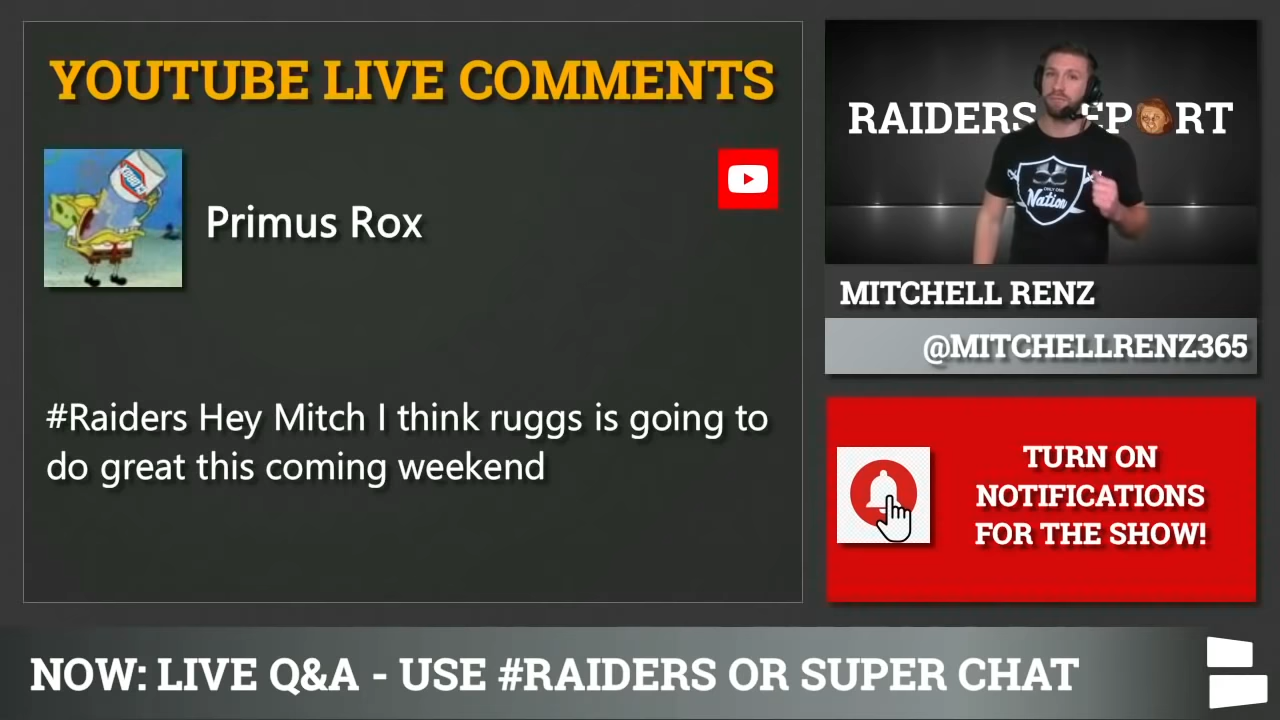 YOUTUBE LIVE COMMENTS
Primus Rox
#Raiders Hey Mitch I think ruggs is going to
do great this coming weekend
RAIDERS
RT
Nation
MITCHELL RENZ
@MITCHELLRENZ365
TURN ON
NOTIFICATIONS
FOR THE SHOW!
NOW: LIVE Q&A - USE #RAIDERS OR SUPER CHAT